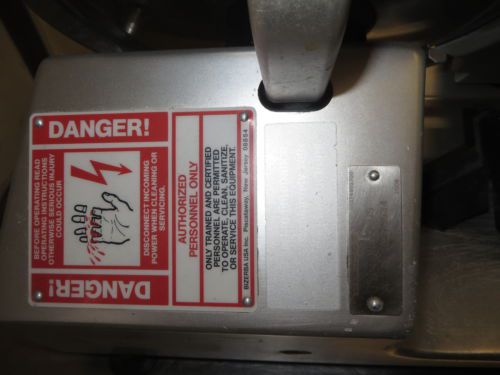 DANGER!
BEFORE OPERATING READ
OPERATING INSTRUCTIONS
OTHERWISE SERIOUS INJURY
COULD OCCUR
DISCONNECT INCOMING
POWER WHEN CLEANING OR
SERVICING.
DANGER!
AUTHORIZED
PERSONNEL ONLY
ONLY TRAINED AND CERTIFIED
PERSONNEL ARE PERMITTED
TO OPERATE, CLEAN, SANITIZE,
OR SERVICE THIS EQUIPMENT.
BIZERBA USA Inc. Piscataway, New Jersey 08854